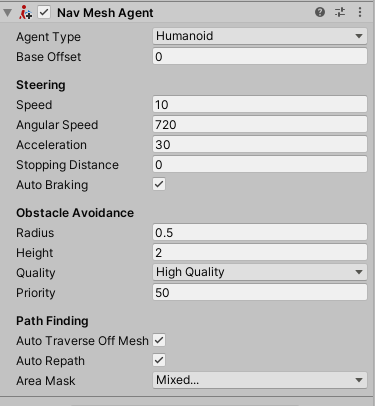 Nav Mesh Agent
Agent Type Humanoid
Base Offset 0
Steering
Speed 10
Angular Speed 720
Acceleration 30
Stopping Distance 0
Auto Braking
Obstacle Avoidance
Radius 0.5
Height 2
Quality High Quality
Priority 50
Path Finding
Auto Traverse Off Mesh
Auto Repath
Area Mask Mixed...